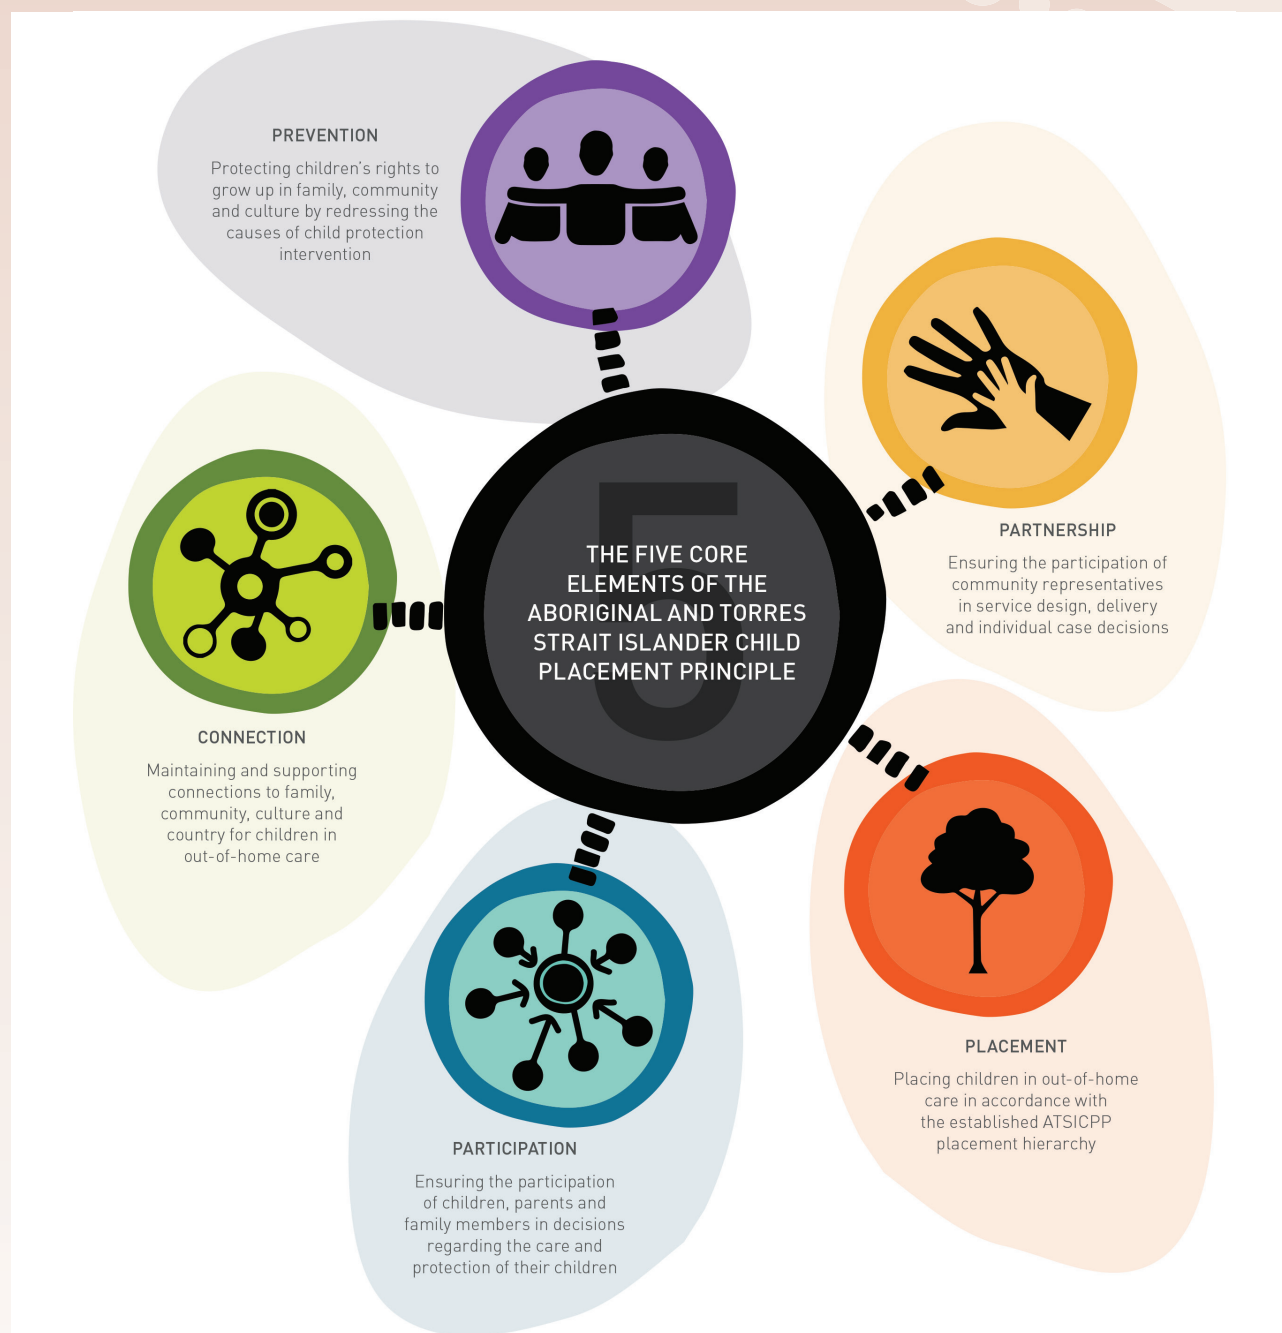 PREVENTION
Protecting children's rights to
grow up in family, community
and culture by redressing the
causes of child protection
intervention
5
THE FIVE CORE
ELEMENTS OF THE
ABORIGINAL AND TORRES
STRAIT ISLANDER CHILD
PLACEMENT PRINCIPLE
PARTNERSHIP
Ensuring the participation of
community representatives
in service design, delivery
and individual case decisions
CONNECTION
Maintaining and supporting
connections to family,
community, culture and
country for children in
out-of-home care
PLACEMENT
Placing children in out-of-home
care in accordance with
the established ATSICPP
placement hierarchy
PARTICIPATION
Ensuring the participation
of children, parents and
family members in decisions
regarding the care and
protection of their children